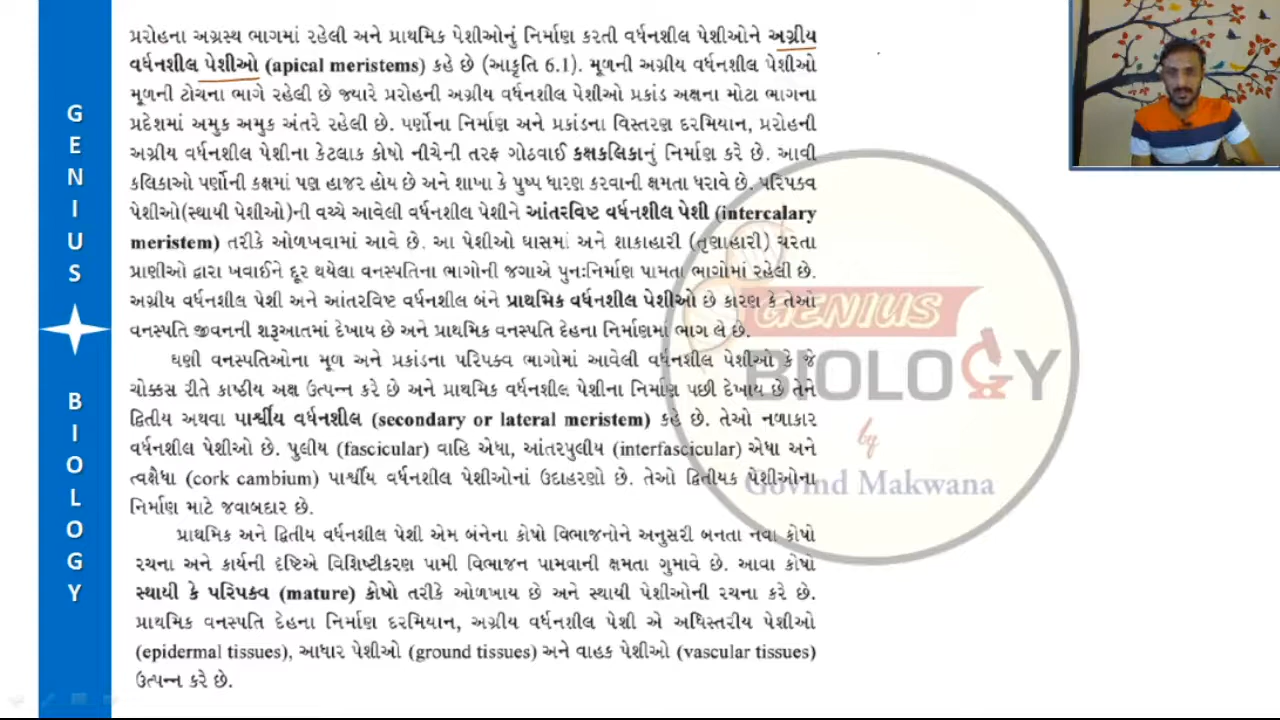 પ્રરોહના અગ્રસ્થ ભાગમાં રહેલી અને પ્રાથમિક પેશીઓનું નિર્માણ કરતી વર્ધનશીલ પેશીઓને અગ્રીય
વર્ધનશીલ પેશીઓ (apical meristems) કહે છે (આકૃતિ 6.1). મૂળની અગ્રીય વર્ધનશીલ પેશીઓ
મૂળની ટોચના ભાગે રહેલી છે જ્યારે પ્રરોહની અગ્રીય વર્ધનશીલ પેશીઓ પ્રકાંડ અક્ષના મોટા ભાગના
પ્રદેશમાં અમુક અમુક અંતરે રહેલી છે. પર્ણોના નિર્માણ અને પ્રકાંડના વિસ્તરણ દરમિયાન, પ્રરોહની
અગ્રીય વર્ધનશીલ પેશીના કેટલાક કોષો નીચેની તરફ ગોઠવાઈ કક્ષકલિકાનું નિર્માણ કરે છે. આવી
કલિકાઓ પર્ણોની કક્ષમાં પણ હાજર હોય છે અને શાખા કે પુષ્પ ધારણ કરવાની ક્ષમતા ધરાવે છે. પરિપક્વ
પેશીઓ(સ્થાયી પેશીઓ)ની વચ્ચે આવેલી વર્ધનશીલ પેશીને આંતરવિષ્ટ વર્ધનશીલ પેશી (intercalary
meristem) તરીકે ઓળખવામાં આવે છે. આ પેશીઓ ઘાસમાં અને શાકાહારી (તૃણાહારી) ચરતા
પ્રાણીઓ દ્વારા ખવાઈને દૂર થયેલા વનસ્પતિના ભાગોની જગાએ પુનઃનિર્માણ પામતા ભાગોમાં રહેલી છે.
અગ્રીય વર્ધનશીલ પેશી અને આંતરવિષ્ટ વર્ધનશીલ બંને પ્રાથમિક વર્ધનશીલ પેશીઓ છે કારણ કે તેઓ
વનસ્પતિ જીવનની શરૂઆતમાં દેખાય છે અને પ્રાથમિક વનસ્પતિ દેહના નિર્માણમાં ભાગ લે છે.
ઘણી વનસ્પતિઓના મૂળ અને પ્રકાંડના પરિપક્વ ભાગોમાં આવેલી વર્ધનશીલ પેશીઓ કે જે
ચોક્કસ રીતે કાષ્ઠીય અક્ષ ઉત્પન્ન કરે છે અને પ્રાથમિક વર્ધનશીલ પેશીના નિર્માણ પછી દેખાય છે તેને
દ્વિતીય અથવા પાર્શ્વીય વર્ધનશીલ (secondary or lateral meristem) કહે છે. તેઓ નળાકાર
વર્ધનશીલ પેશીઓ છે. પુલીય (fascicular) વાહિ એધા, આંતરપુલીય (interfascicular) એધા અને
ત્વક્ષૈધા (cork cambium) પાર્શ્વીય વર્ધનશીલ પેશીઓનાં ઉદાહરણો છે. તેઓ દ્વિતીયક પેશીઓના
નિર્માણ માટે જવાબદાર છે.
પ્રાથમિક અને દ્વિતીય વર્ધનશીલ પેશી એમ બંનેના કોષો વિભાજનોને અનુસરી બનતા નવા કોષો
રચના અને કાર્યની દૃષ્ટિએ વિશિષ્ટીકરણ પામી વિભાજન પામવાની ક્ષમતા ગુમાવે છે. આવા કોષો
સ્થાયી કે પરિપક્વ (mature) કોષો તરીકે ઓળખાય છે અને સ્થાયી પેશીઓની રચના કરે છે.
પ્રાથમિક વનસ્પતિ દેહના નિર્માણ દરમિયાન, અગ્રીય વર્ધનશીલ પેશી એ અધિસ્તરીય પેશીઓ
(epidermal tissues), આધાર પેશીઓ (ground tissues) અને વાહક પેશીઓ (vascular tissues)
ઉત્પન્ન કરે છે.
GENIUS
BIOLOGY
GENIUS
BIOLOGY
by
Govind Makwana